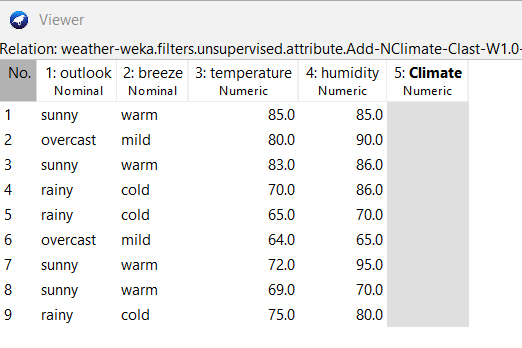 Viewer
Relation: weather-weka.filters.unsupervised.attribute.Add-NClimate-Clast-W1.0-
No. 1: outlook 2: breeze 3: temperature 4: humidity 5: Climate
Nominal Nominal Numeric Numeric Numeric
1 sunny warm 85.0 85.0
2 overcast mild 80.0 90.0
3 sunny warm 83.0 86.0
4 rainy cold 70.0 86.0
5 rainy cold 65.0 70.0
6 overcast mild 64.0 65.0
7 sunny warm 72.0 95.0
8 sunny warm 69.0 70.0
9 rainy cold 75.0 80.0